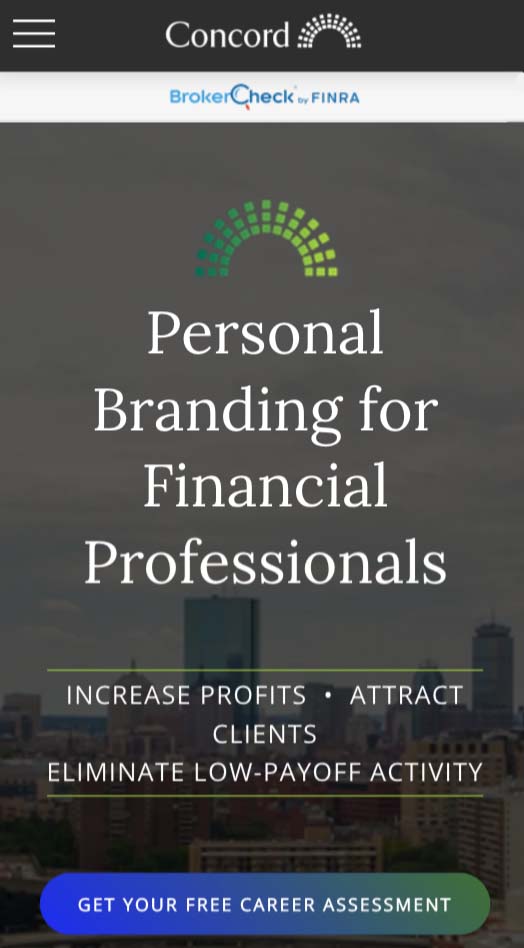 Concord
BrokerCheck by FINRA
Personal
Branding for
Financial
Professionals
INCREASE PROFITS • ATTRACT
CLIENTS
ELIMINATE LOW-PAYOFF ACTIVITY
GET YOUR FREE CAREER ASSESSMENT